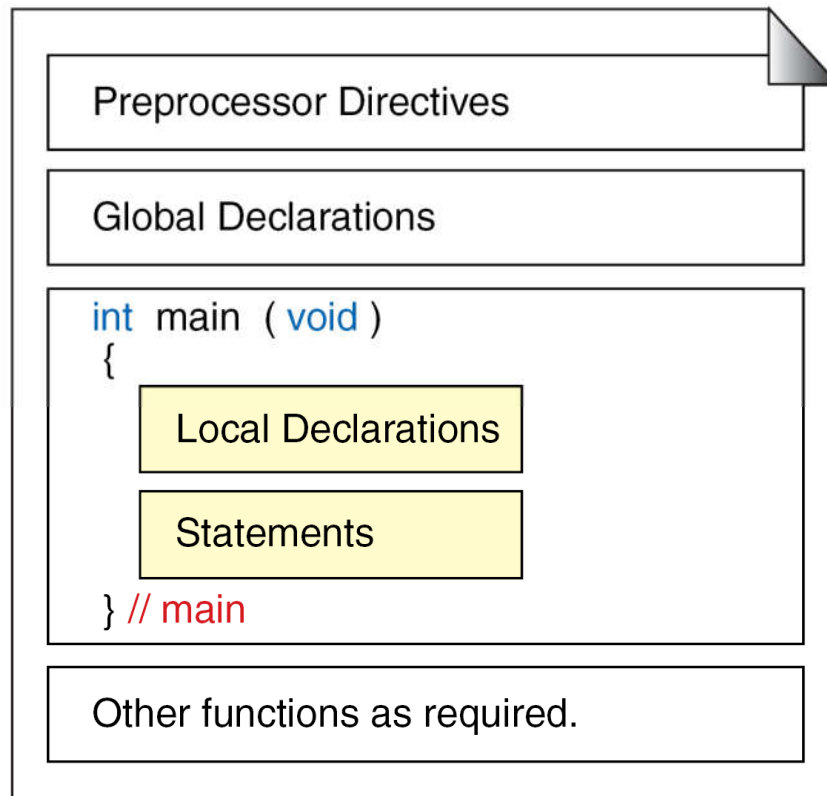 Preprocessor Directives
Global Declarations
int main ( void )
{
Local Declarations
Statements
} // main
Other functions as required.